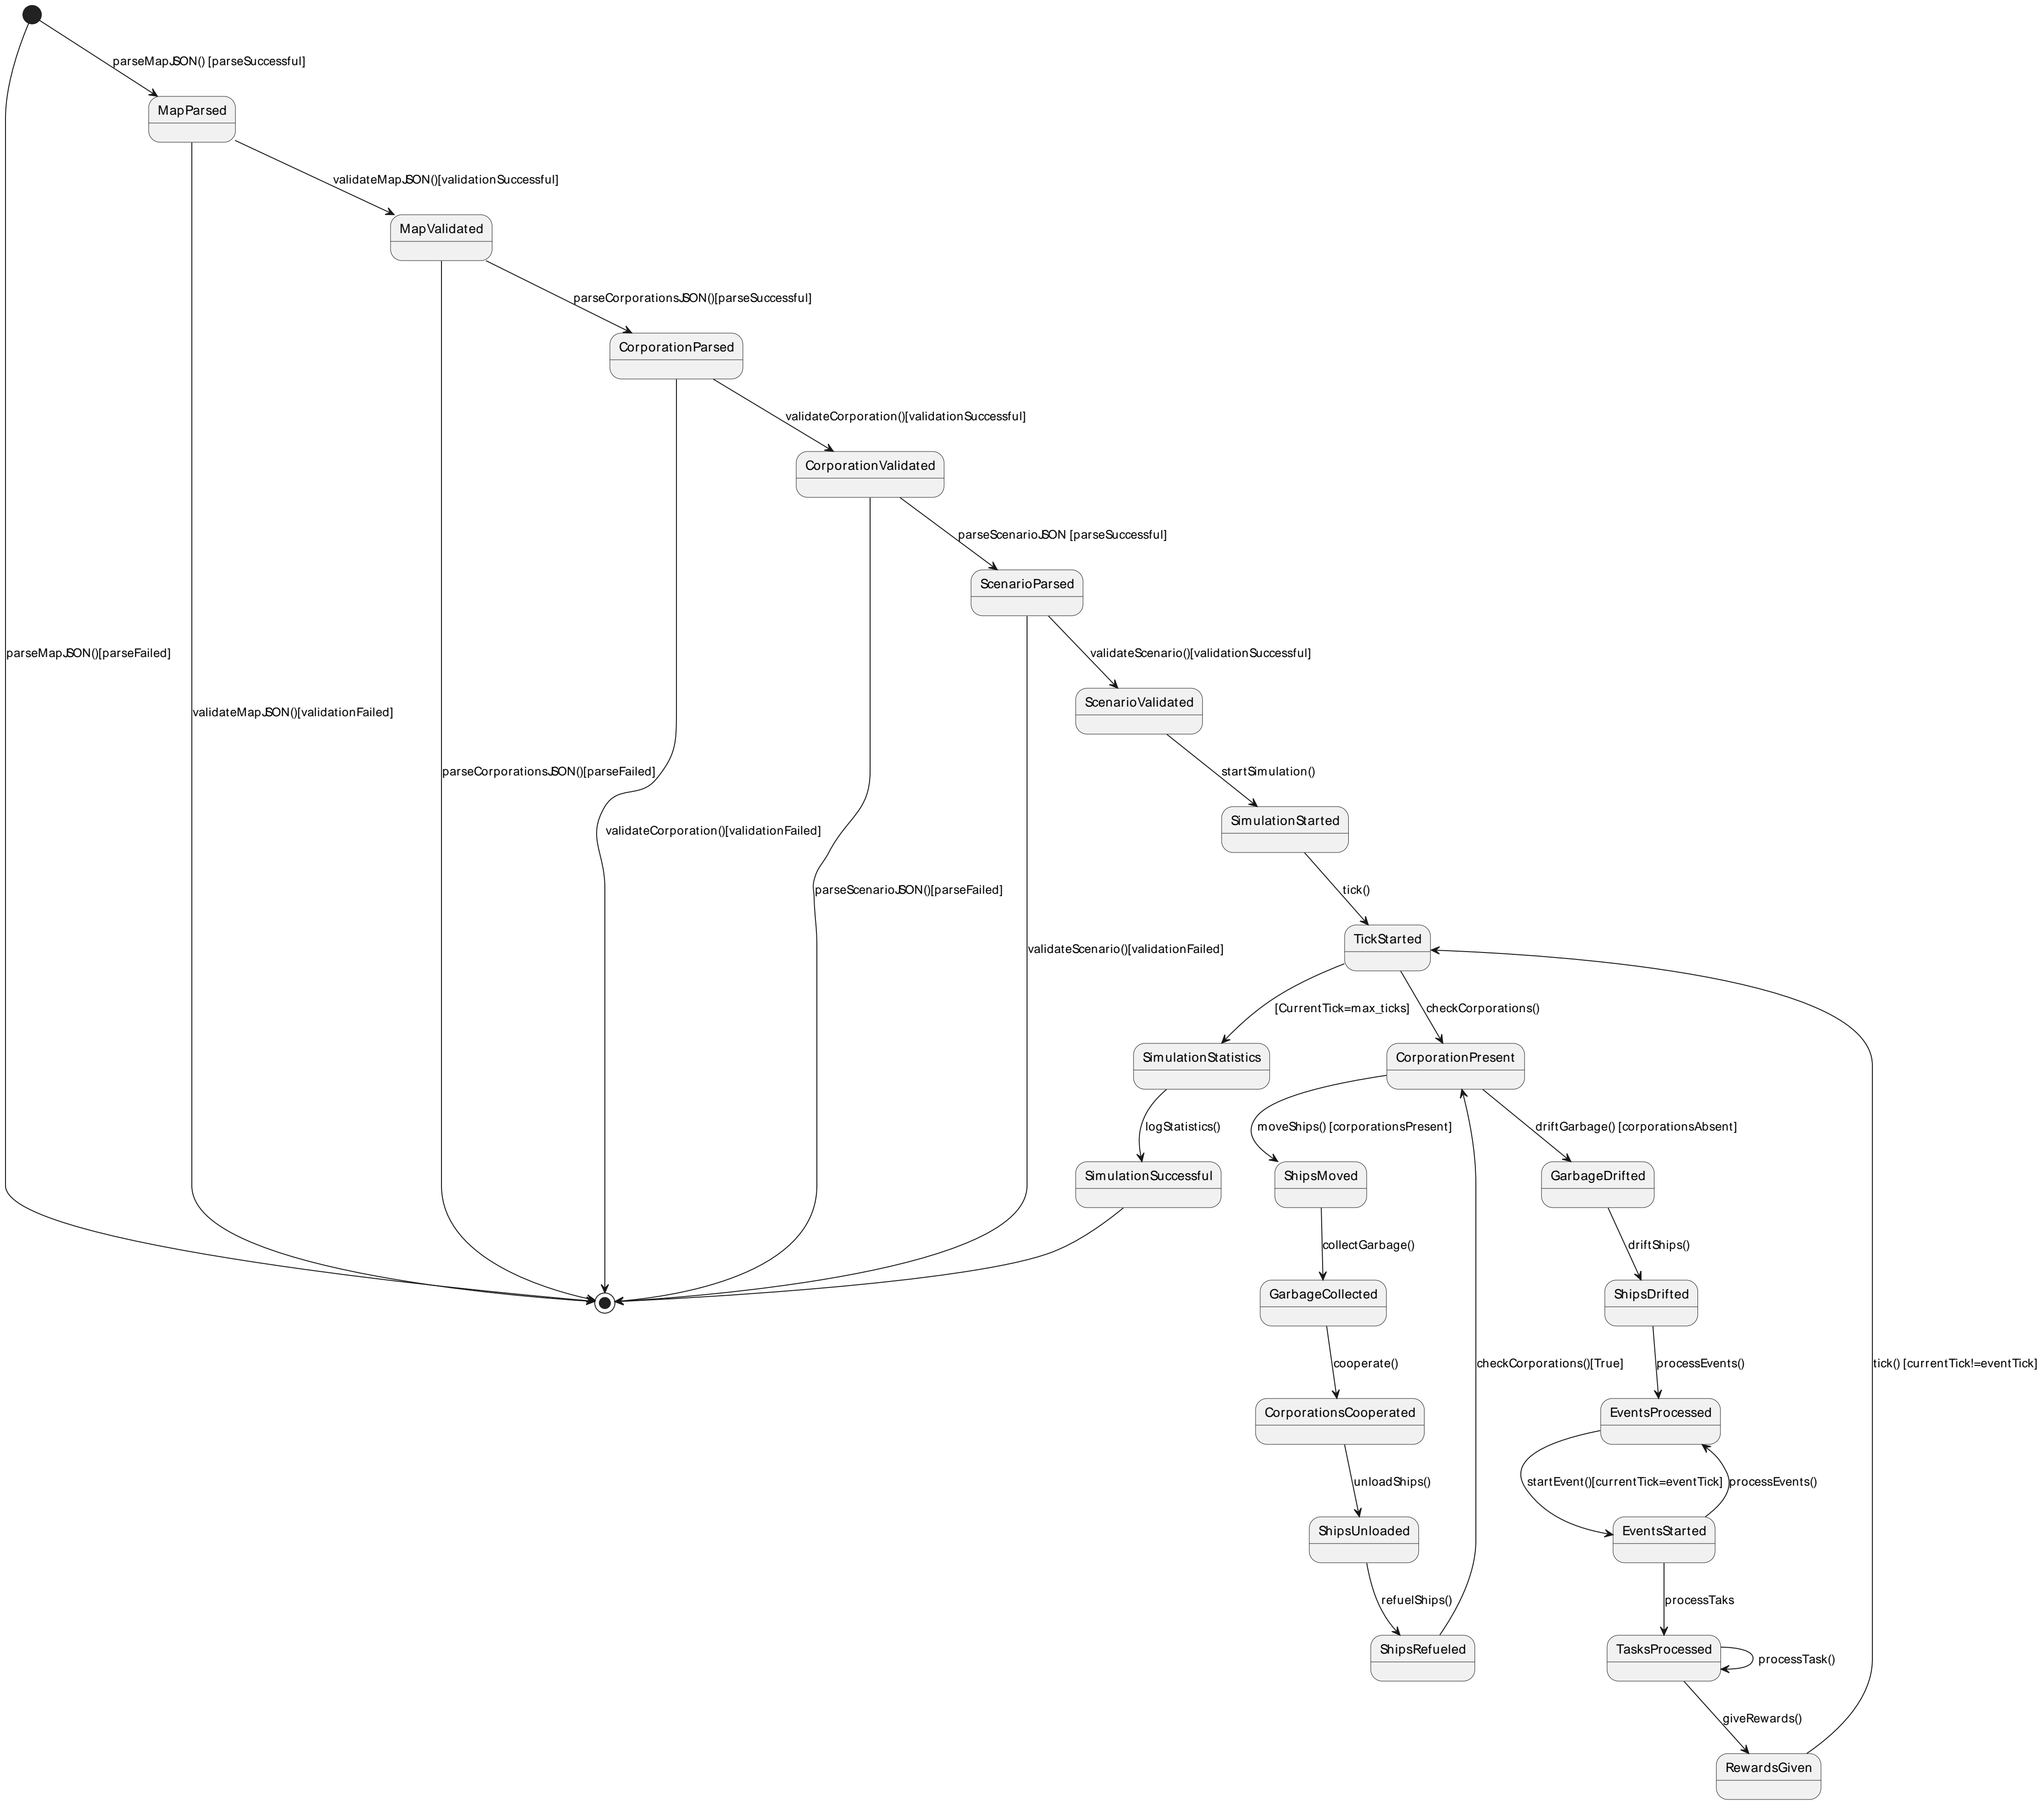 parseMapJSON() [parseSuccessful]
MapParsed
validateMapJSON()[validationSuccessful]
MapValidated
parseCorporationsJSON()[parseSuccessful]
CorporationParsed
validateCorporation()[validationSuccessful]
CorporationValidated
parseScenarioJSON [parseSuccessful]
ScenarioParsed
parseMapJSON()[parseFailed]
validateScenario()[validationSuccessful]
ScenarioValidated
validateMapJSON()[validationFailed]
parseCorporationsJSON()[parseFailed]
startSimulation()
SimulationStarted
validateCorporation()[validationFailed]
parseScenarioJSON()[parseFailed]
tick()
TickStarted
validateScenario()[validationFailed]
[CurrentTick=max_ticks]
checkCorporations()
SimulationStatistics
CorporationPresent
logStatistics()
moveShips() [corporationsPresent]
driftGarbage() [corporationsAbsent]
SimulationSuccessful
ShipsMoved
GarbageDrifted
collectGarbage()
driftShips()
GarbageCollected
ShipsDrifted
cooperate()
checkCorporations()[True]
processEvents()
tick() [currentTick!=eventTick]
CorporationsCooperated
EventsProcessed
unloadShips()
startEvent()[currentTick=eventTick]
processEvents()
ShipsUnloaded
EventsStarted
refuelShips()
processTaks
ShipsRefueled
TasksProcessed
processTask()
giveRewards()
RewardsGiven